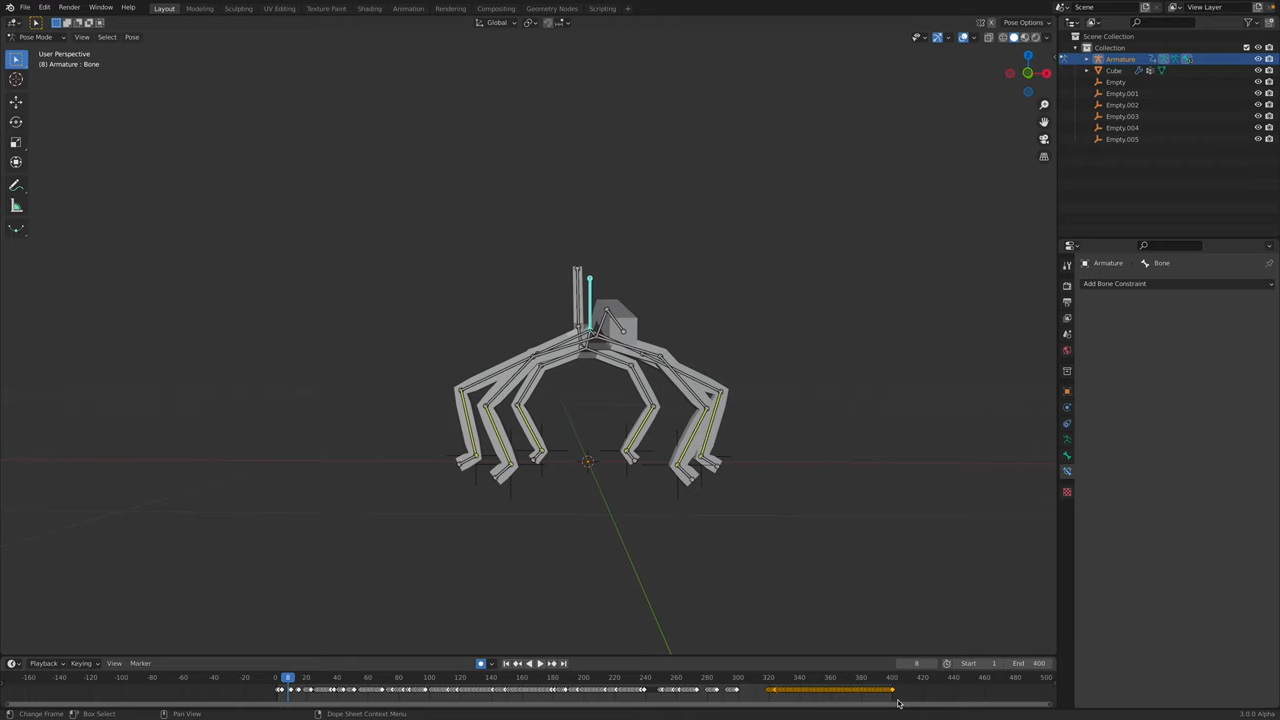 File Edit Render Window Help Layout Modeling Sculpting UV Editing Texture Paint Shading Animation Rendering Compositing Geometry Nodes Scripting + Scene View Layer
Global Pose Options
Pose Mode View Select Pose
User Perspective
(8) Armature : Bone
X
Z
Scene Collection
Collection
Armature
Cube
Empty
Empty.001
Empty.002
Empty.003
Empty.004
Empty.005
Armature Bone
Add Bone Constraint
Playback Keying View Marker 8 Start 1 End 400
-160 -140 -120 -100 -80 -60 -40 -20 0 8 20 40 60 80 100 120 140 160 180 200 220 240 260 280 300 320 340 360 380 400 420 440 460 480 500
Change Frame Box Select Pan View Dope Sheet Context Menu 3.0.0 Alpha